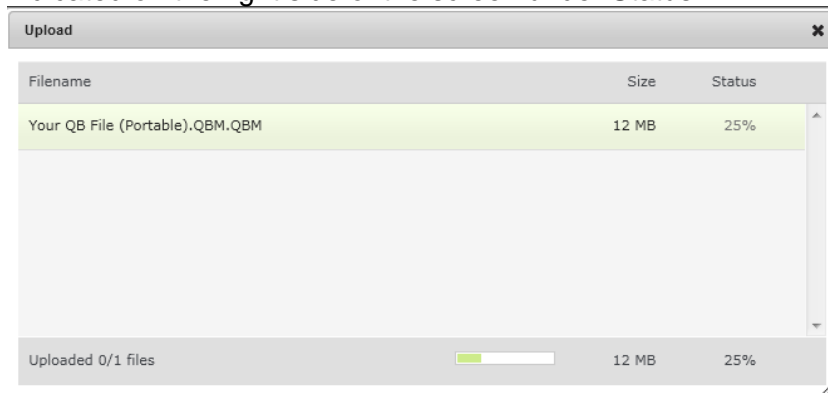 Upload
Filename Size Status
Your QB File (Portable).QBM.QBM 12 MB 25%
Uploaded 0/1 files 12 MB 25%